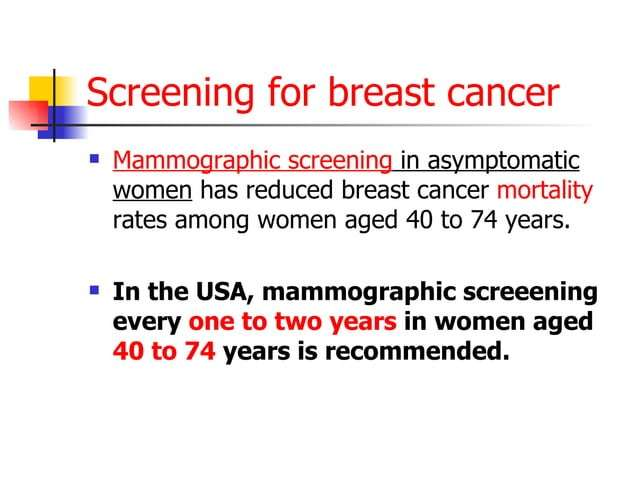 Screening for breast cancer
Mammographic screening in asymptomatic
women has reduced breast cancer mortality
rates among women aged 40 to 74 years.
In the USA, mammographic screeening
every one to two years in women aged
40 to 74 years is recommended.